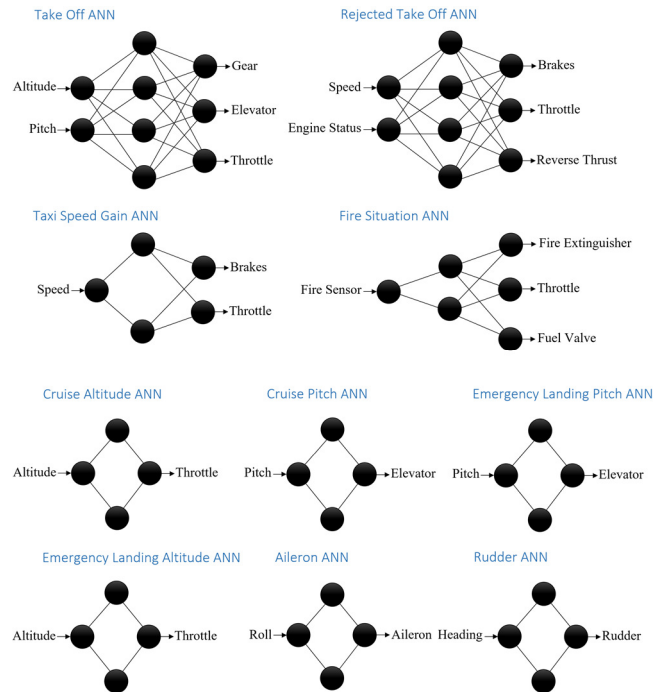 Take Off ANN
Rejected Take Off ANN
Gear
Altitude
Elevator
Pitch
Throttle
Brakes
Speed
Throttle
Engine Status
Reverse Thrust
Taxi Speed Gain ANN
Fire Situation ANN
Brakes
Speed
Throttle
Fire Extinguisher
Fire Sensor
Throttle
Fuel Valve
Cruise Altitude ANN
Cruise Pitch ANN
Emergency Landing Pitch ANN
Altitude
Throttle
Pitch
Elevator
Pitch
Elevator
Emergency Landing Altitude ANN
Aileron ANN
Rudder ANN
Altitude
Throttle
Roll
Aileron
Heading
Rudder